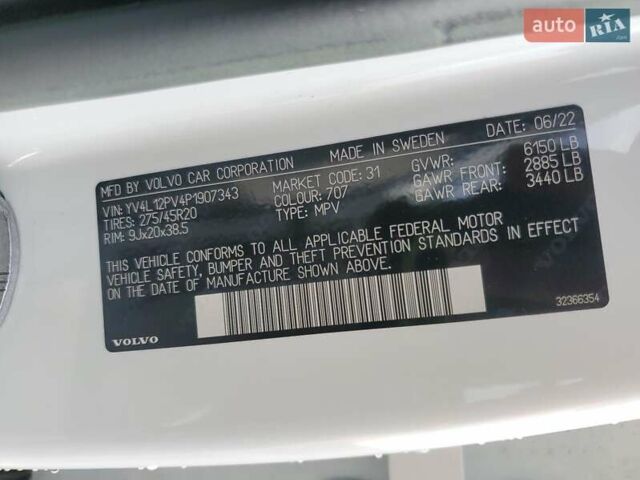 auto RIA
.com
MFD BY VOLVO CAR CORPORATION MADE IN SWEDEN DATE: 06/22
VIN: YV4L12PV4P1907343 MARKET CODE: 31 GVWR: 6150 LB
TIRES: 275/45R20 COLOUR: 707 GAWR FRONT: 2885 LB
RIM: 9Jx20x38.5 TYPE: MPV GAWR REAR: 3440 LB
THIS VEHICLE CONFORMS TO ALL APPLICABLE FEDERAL MOTOR
VEHICLE SAFETY, BUMPER AND THEFT PREVENTION STANDARDS IN EFFECT ON
THE DATE OF MANUFACTURE SHOWN ABOVE.
32366354
VOLVO